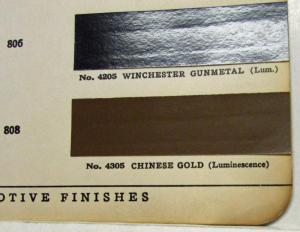 806
No. 4205 WINCHESTER GUNMETAL (Lum.)
808
No. 4305 CHINESE GOLD (Luminescence)
OTIVE FINISHES